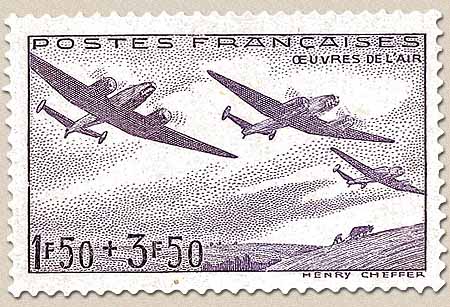 POSTES FRANÇAISES
ŒUVRES DE L'AIR
1F50 + 3F50
HENRY CHEFFER